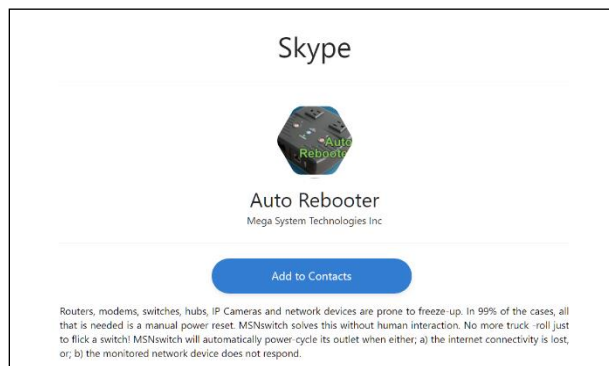 Skype
Auto
Rebooter
Auto Rebooter
Mega System Technologies Inc
Add to Contacts
Routers, modems, switches, hubs, IP Cameras and network devices are prone to freeze-up. In 99% of the cases, all
that is needed is a manual power reset. MSNswitch solves this without human interaction. No more truck -roll just
to flick a switch! MSNswitch will automatically power-cycle its outlet when either; a) the internet connectivity is lost,
or; b) the monitored network device does not respond.